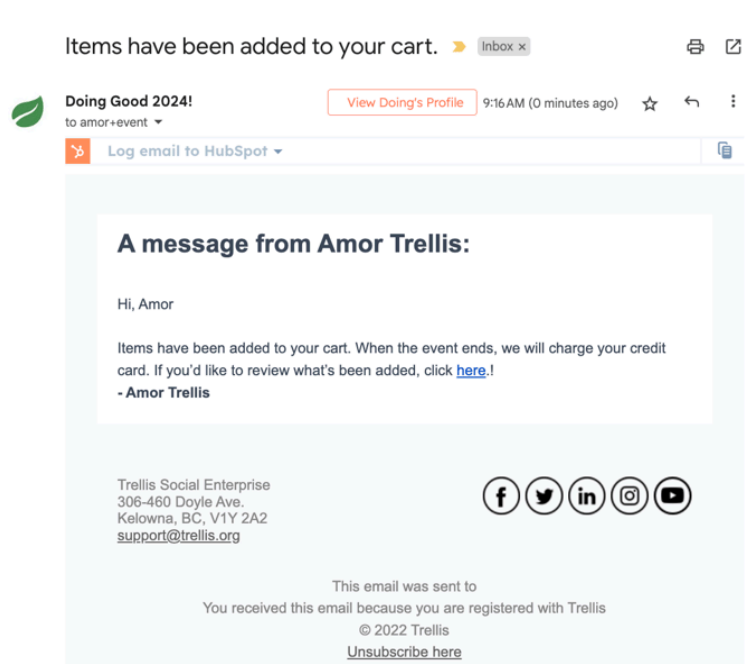 Items have been added to your cart.
Inbox ×
Doing Good 2024!
View Doing's Profile
9:16 AM (0 minutes ago)
to amor+event
Log email to HubSpot
A message from Amor Trellis:
Hi, Amor
Items have been added to your cart. When the event ends, we will charge your credit
card. If you'd like to review what's been added, click here.!
- Amor Trellis
Trellis Social Enterprise
306-460 Doyle Ave.
Kelowna, BC, V1Y 2A2
support@trellis.org
f
in
This email was sent to
You received this email because you are registered with Trellis
© 2022 Trellis
Unsubscribe here